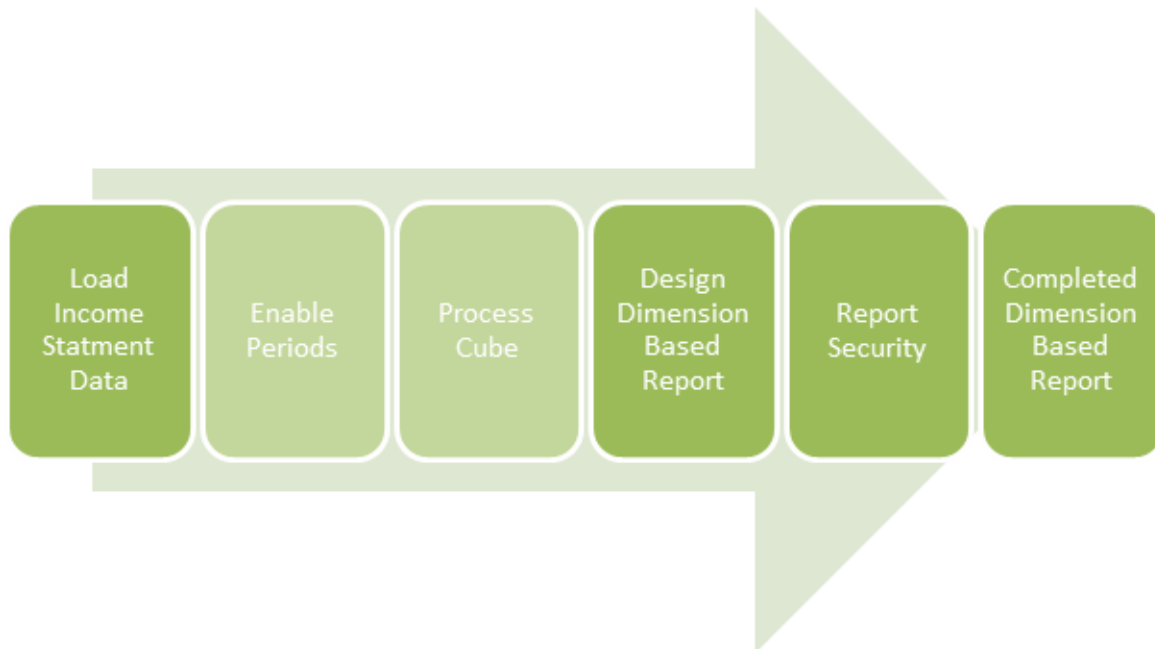 Load
Income
Statment
Data
Enable
Periods
Process
Cube
Design
Dimension
Based
Report
Report
Security
Completed
Dimension
Based
Report